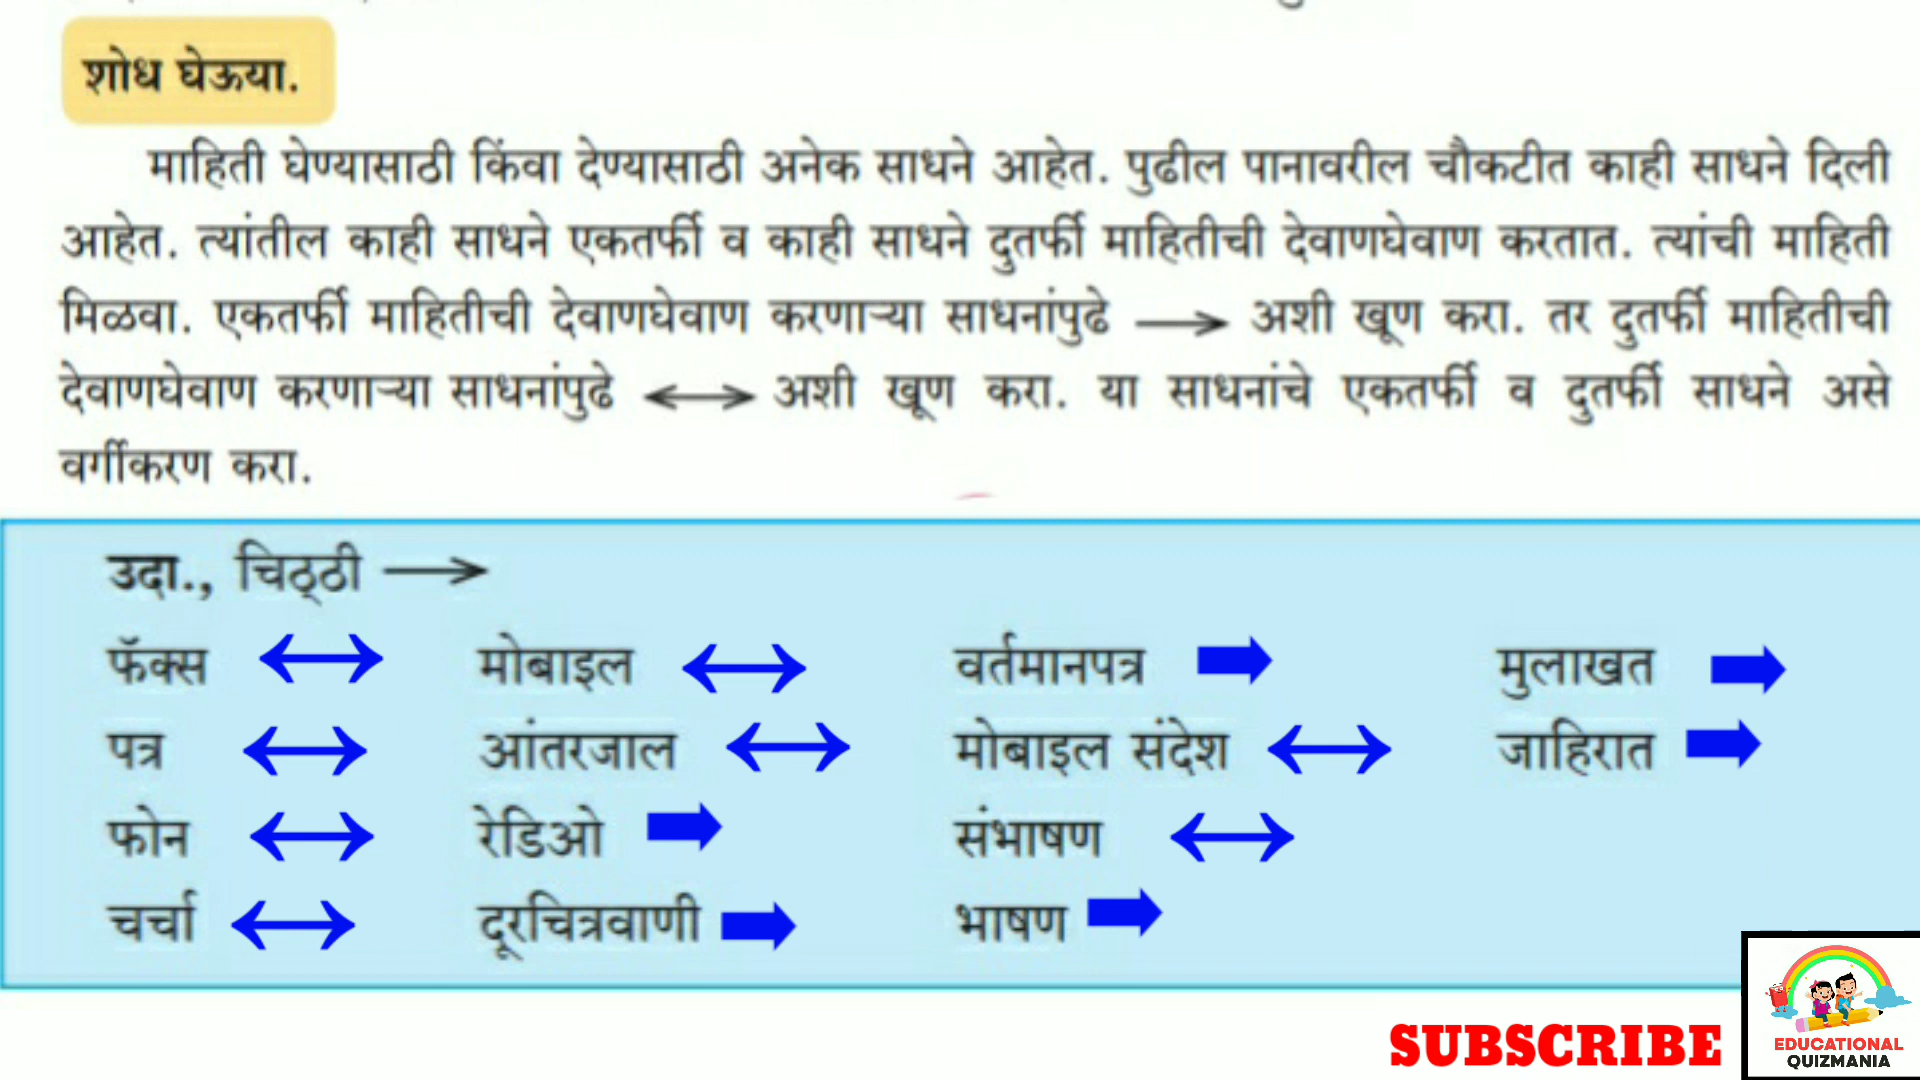 शोध घेऊया.
माहिती घेण्यासाठी किंवा देण्यासाठी अनेक साधने आहेत. पुढील पानावरील चौकटीत काही साधने दिली
आहेत. त्यांतील काही साधने एकतर्फी व काही साधने दुतर्फी माहितीची देवाणघेवाण करतात. त्यांची माहिती
मिळवा. एकतर्फी माहितीची देवाणघेवाण करणाऱ्या साधनांपुढे → अशी खूण करा. तर दुतर्फी माहितीची
देवाणघेवाण करणाऱ्या साधनांपुढे ↔ अशी खूण करा. या साधनांचे एकतर्फी व दुतर्फी साधने असे
वर्गीकरण करा.
उदा., चिठ्ठी →
फॅक्स ↔ मोबाइल ↔ वर्तमानपत्र → मुलाखत →
पत्र ↔ आंतरजाल ↔ मोबाइल संदेश ↔ जाहिरात →
फोन ↔ रेडिओ → संभाषण ↔
चर्चा ↔ दूरचित्रवाणी → भाषण →
SUBSCRIBE
EDUCATIONAL
QUIZMANIA